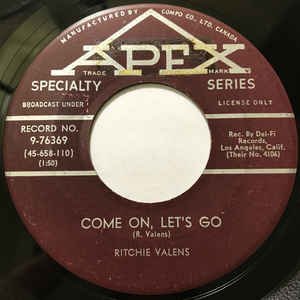 MANUFACTURED BY COMPO CO., LTD. CANADA
APEX
TRADE MARK
SPECIALTY SERIES
BROADCAST UNDER LICENSE ONLY
RECORD NO.
9-76369
(45-658-110)
(1:50)
Rec. By Del-Fi
Records,
Los Angeles, Calif.
(Their No. 4106)
COME ON, LET'S GO
(R. Valens)
RITCHIE VALENS